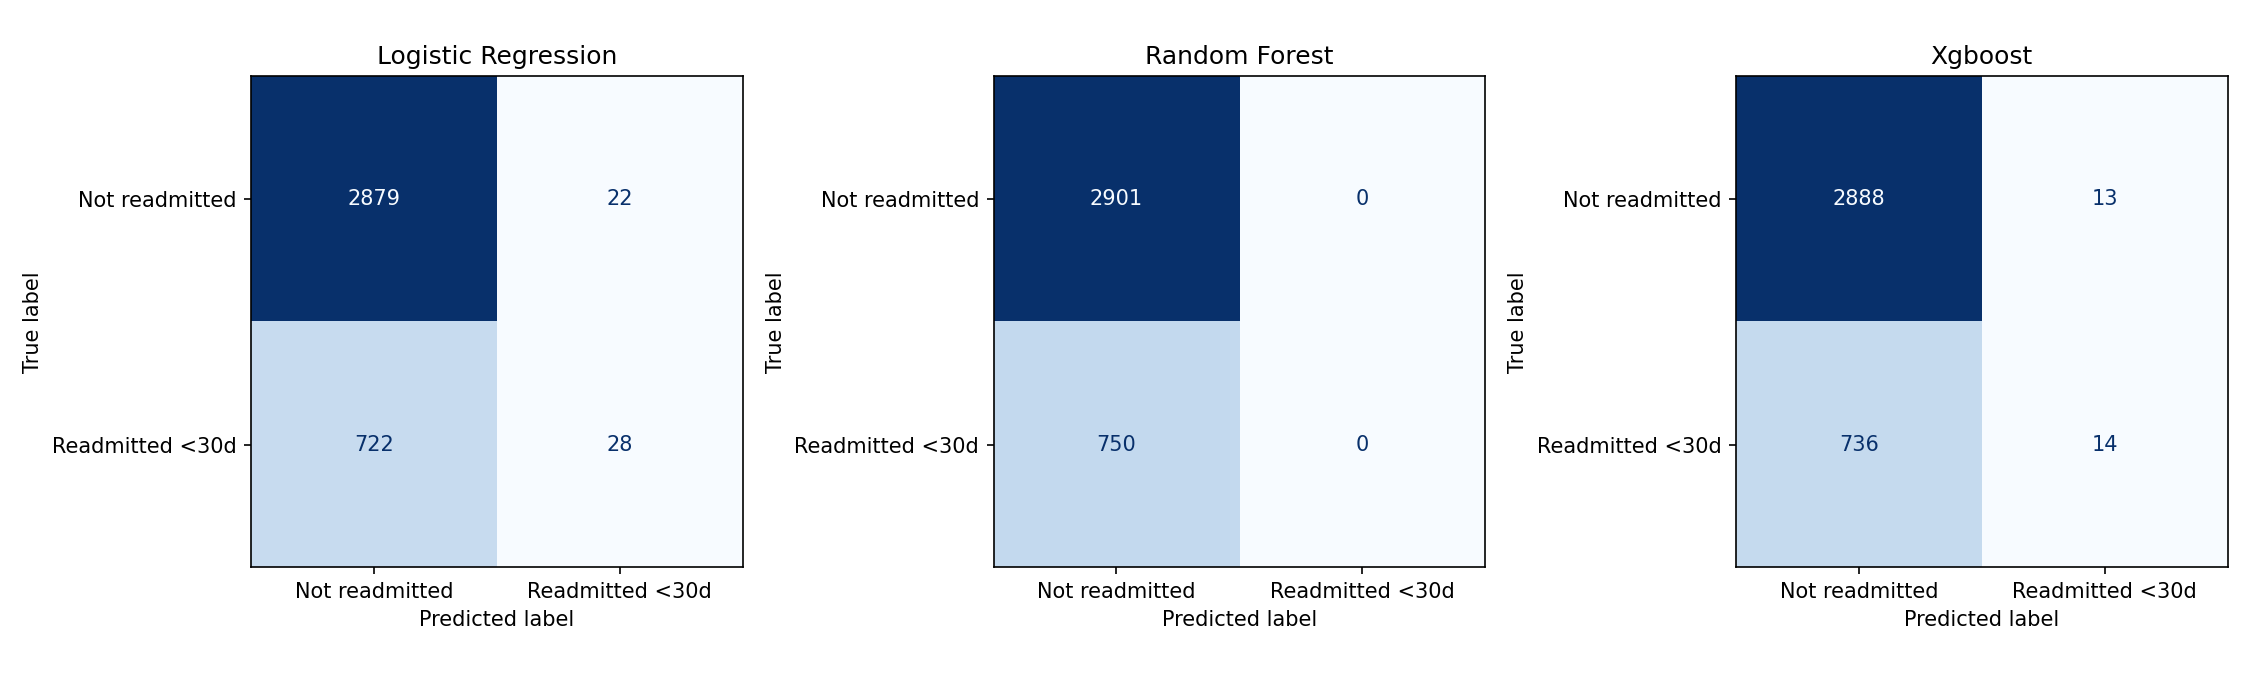 Logistic Regression
True label
Not readmitted
2879
22
Readmitted <30d
722
28
Not readmitted
Readmitted <30d
Predicted label
Random Forest
True label
Not readmitted
2901
0
Readmitted <30d
750
0
Not readmitted
Readmitted <30d
Predicted label
Xgboost
True label
Not readmitted
2888
13
Readmitted <30d
736
14
Not readmitted
Readmitted <30d
Predicted label